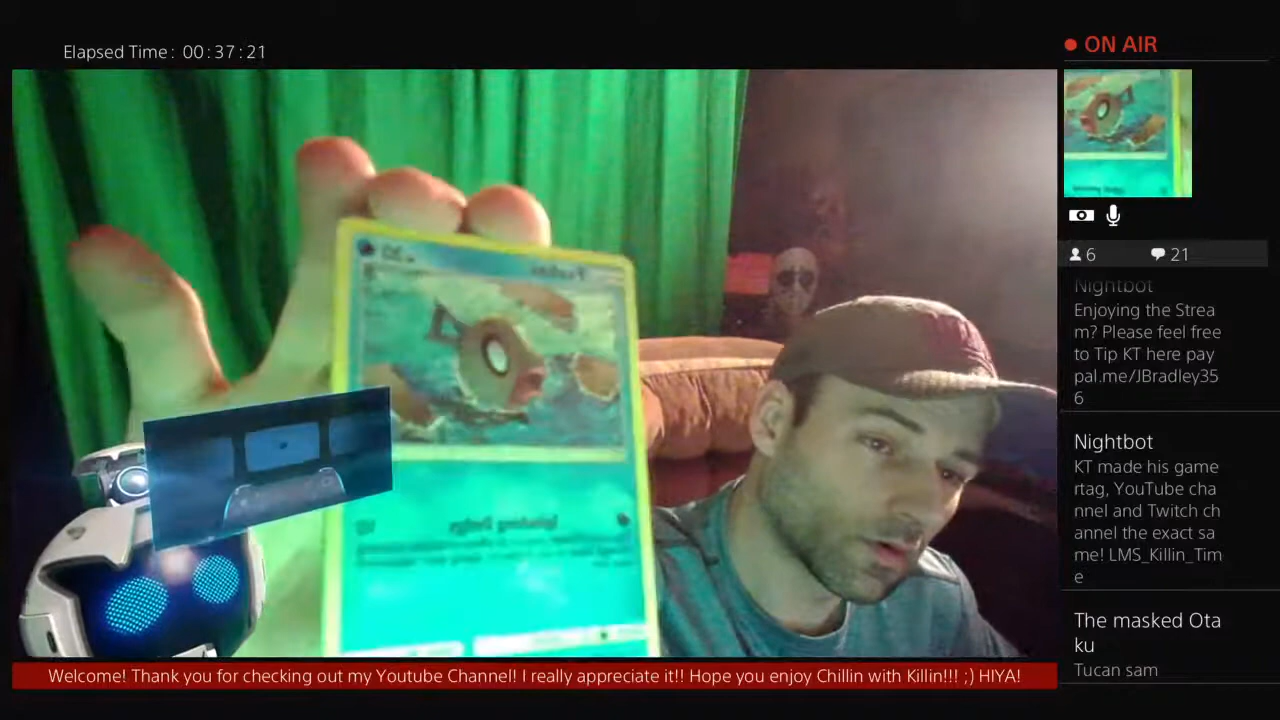 Elapsed Time: 00:37:21
ON AIR
6
21
Nightbot
Enjoying the Strea
m? Please feel free
to Tip KT here pay
pal.me/JBradley35
6
Nightbot
KT made his game
rtag, YouTube cha
nnel and Twitch ch
annel the exact sa
me! LMS_Killin_Tim
e
The masked Ota
ku
Tucan sam
Feebas
Welcome! Thank you for checking out my Youtube Channel! I really appreciate it!! Hope you enjoy Chillin with Killin!!! ;) HIYA!